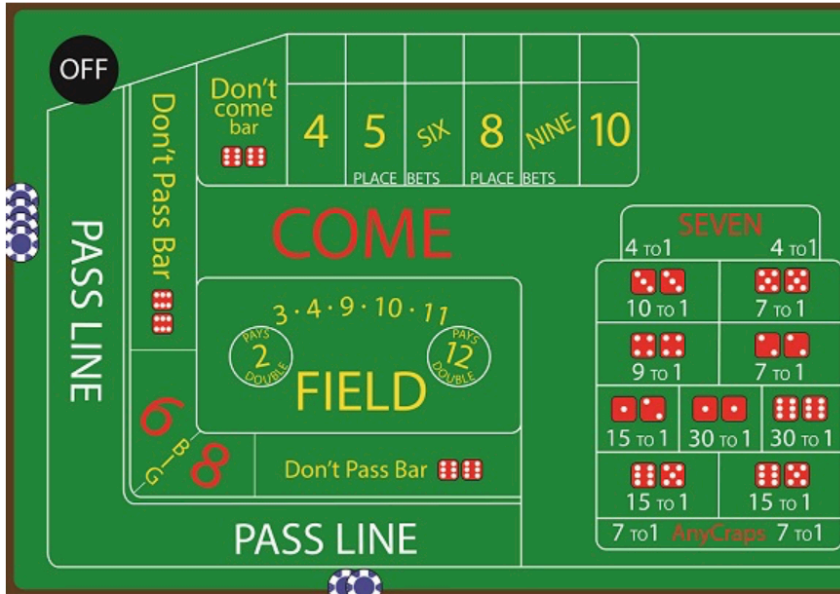 OFF
Don't
come
bar
4
5
SIX
8
NINE
10
PLACE BETS
PLACE BETS
Don't Pass Bar
PASS LINE
COME
3 · 4 · 9 · 10 · 11
PAYS
2
DOUBLE
PAYS
12
DOUBLE
FIELD
6
BIG
8
Don't Pass Bar
PASS LINE
SEVEN
4 TO 1 4 TO 1
10 TO 1 7 TO 1
9 TO 1 7 TO 1
15 TO 1 30 TO 1 30 TO 1
15 TO 1 15 TO 1
7 TO 1 AnyCraps 7 TO 1